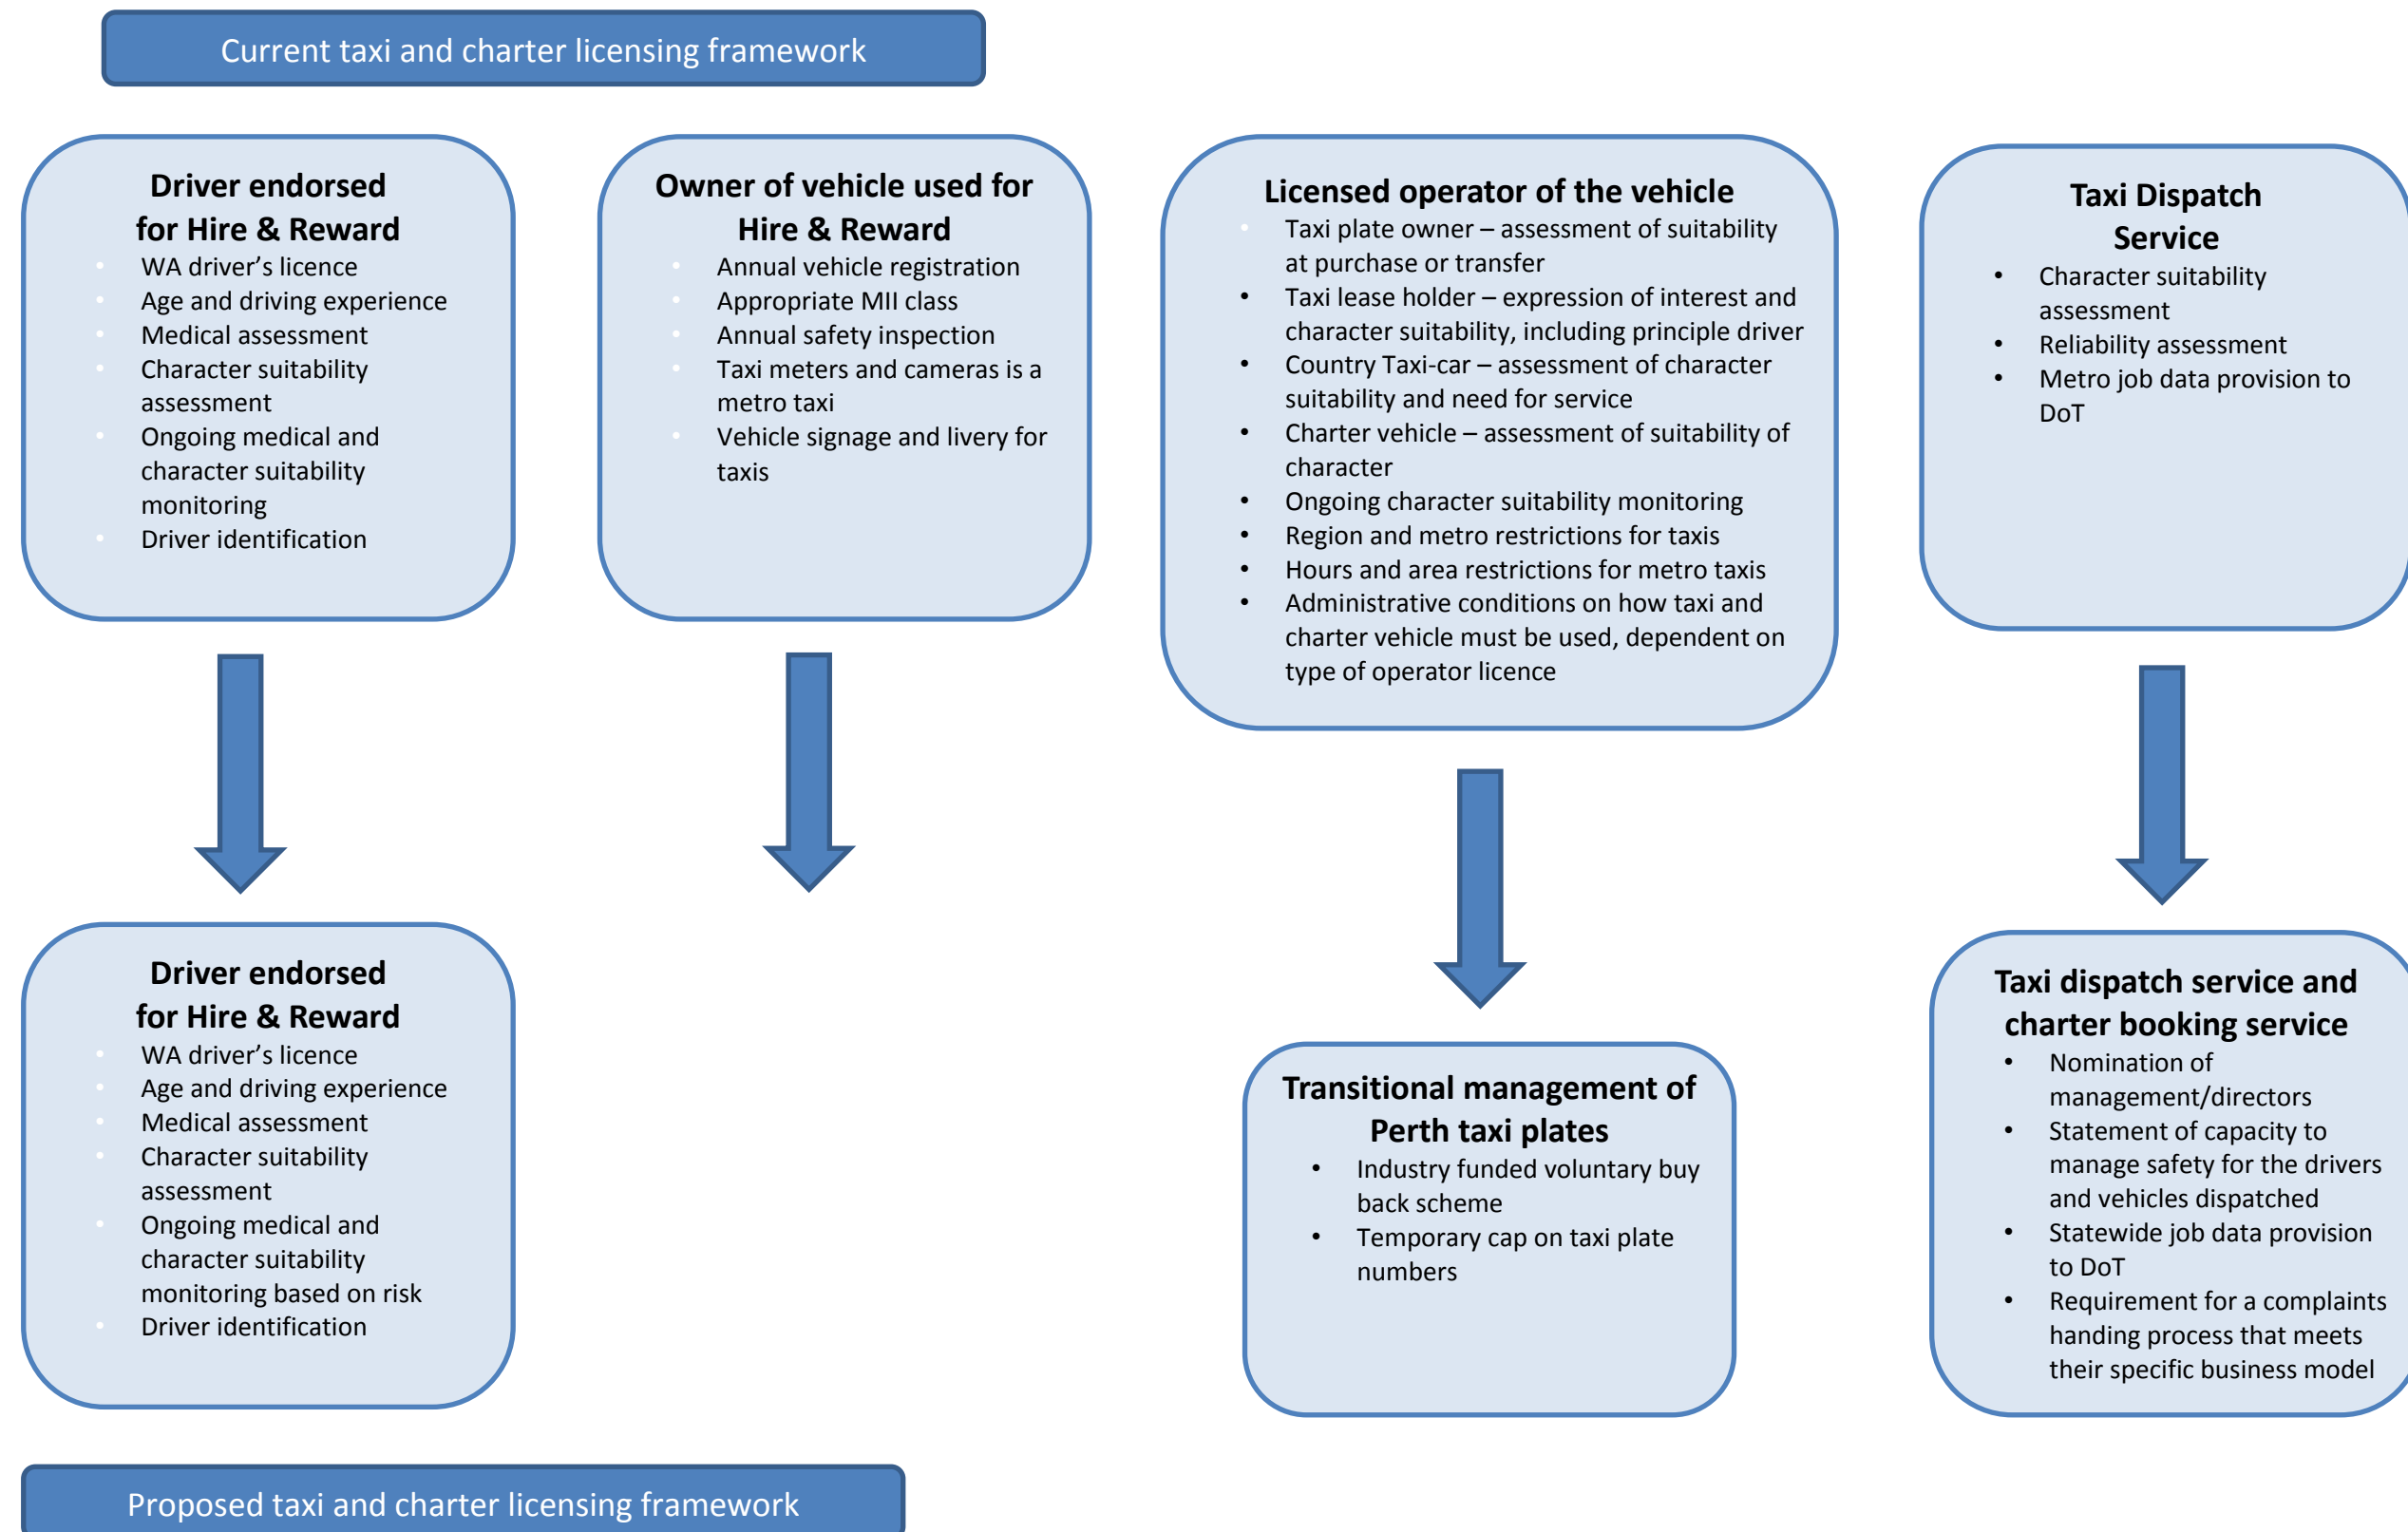 Current taxi and charter licensing framework
Driver endorsed
for Hire & Reward
• WA driver’s licence
• Age and driving experience
• Medical assessment
• Character suitability
assessment
• Ongoing medical and
character suitability
monitoring
• Driver identification
Owner of vehicle used for
Hire & Reward
• Annual vehicle registration
• Appropriate MII class
• Annual safety inspection
• Taxi meters and cameras is a
metro taxi
• Vehicle signage and livery for
taxis
Licensed operator of the vehicle
• Taxi plate owner – assessment of suitability
at purchase or transfer
• Taxi lease holder – expression of interest and
character suitability, including principle driver
• Country Taxi-car – assessment of character
suitability and need for service
• Charter vehicle – assessment of suitability of
character
• Ongoing character suitability monitoring
• Region and metro restrictions for taxis
• Hours and area restrictions for metro taxis
• Administrative conditions on how taxi and
charter vehicle must be used, dependent on
type of operator licence
Taxi Dispatch
Service
• Character suitability
assessment
• Reliability assessment
• Metro job data provision to
DoT
Driver endorsed
for Hire & Reward
• WA driver’s licence
• Age and driving experience
• Medical assessment
• Character suitability
assessment
• Ongoing medical and
character suitability
monitoring based on risk
• Driver identification
Transitional management of
Perth taxi plates
• Industry funded voluntary buy
back scheme
• Temporary cap on taxi plate
numbers
Taxi dispatch service and
charter booking service
• Nomination of
management/directors
• Statement of capacity to
manage safety for the drivers
and vehicles dispatched
• Statewide job data provision
to DoT
• Requirement for a complaints
handing process that meets
their specific business model
Proposed taxi and charter licensing framework